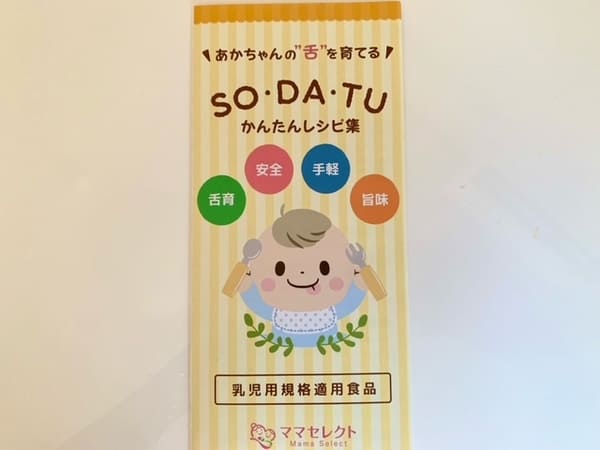 あかちゃんの"舌"を育てる
SO・DA・TU
かんたんレシピ集
舌育
安全
手軽
旨味
乳児用規格適用食品
ママセレクト
Mama Select